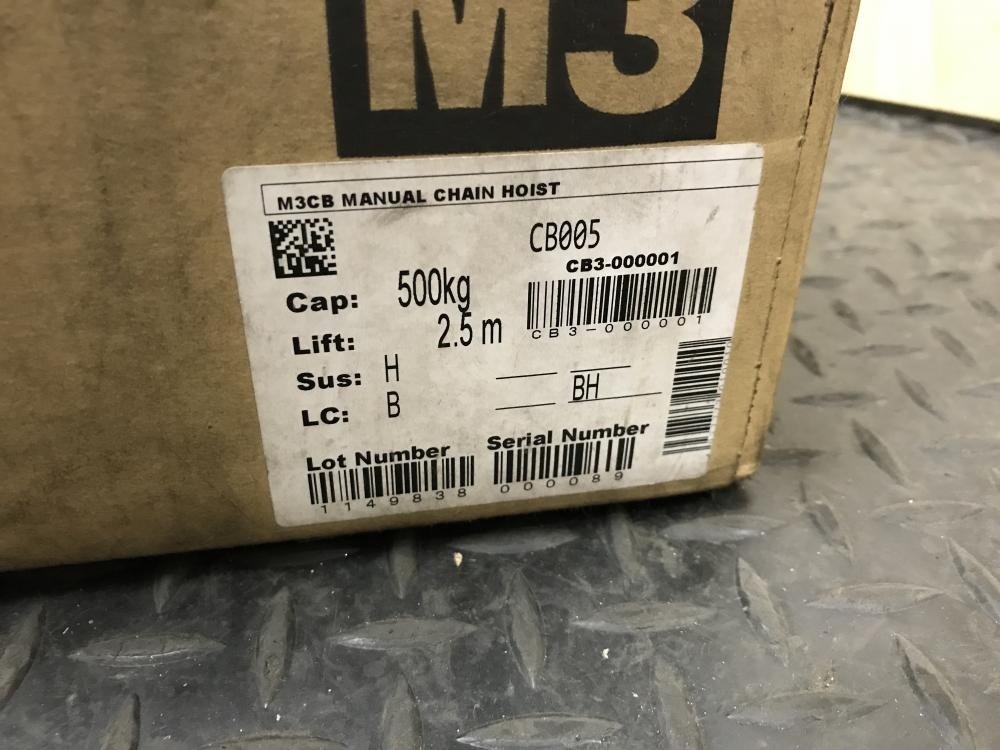 M3
M3CB MANUAL CHAIN HOIST
CB005
CB3-000001
Cap: 500kg
CB3-000001
Lift: 2.5 m
Sus: H
LC: B BH
Lot Number Serial Number
1149838 000089